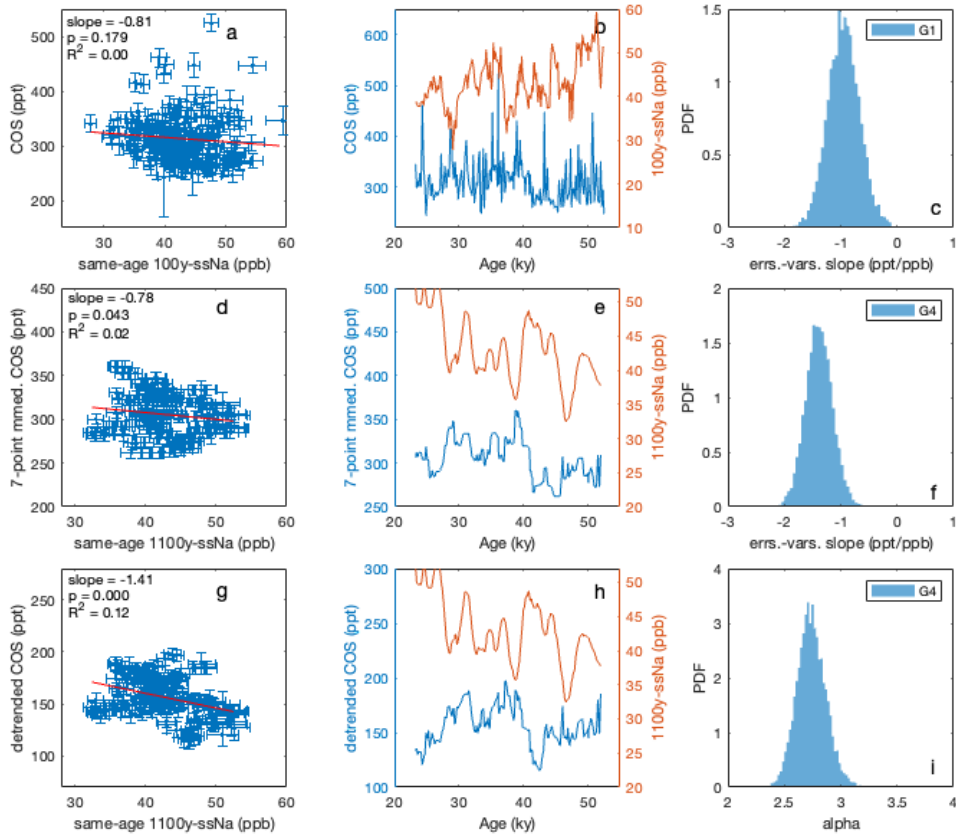 slope = -0.81
p = 0.179
R2 = 0.00
a
COS (ppt)
500
400
300
200
30 40 50 60
same-age 100y-ssNa (ppb)
b
COS (ppt)
600
500
400
300
60
50
40
30
20
10
100y-ssNa (ppb)
20 30 40 50
Age (ky)
G1
c
PDF
1.5
1
0.5
0
-3 -2 -1 0 1
errs.-vars. slope (ppt/ppb)
slope = -0.78
p = 0.043
R2 = 0.02
d
7-point mmed. COS (ppt)
450
400
350
300
250
200
30 40 50 60
same-age 1100y-ssNa (ppb)
e
7-point mmed. COS (ppt)
500
450
400
350
300
250
50
45
40
35
30
25
20
1100y-ssNa (ppb)
20 30 40 50
Age (ky)
G4
f
PDF
2
1.5
1
0.5
0
-3 -2 -1 0 1
errs.-vars. slope (ppt/ppb)
slope = -1.41
p = 0.000
R2 = 0.12
g
detrended COS (ppt)
250
200
150
100
30 40 50 60
same-age 1100y-ssNa (ppb)
h
detrended COS (ppt)
300
250
200
150
100
50
45
40
35
30
25
20
1100y-ssNa (ppb)
20 30 40 50
Age (ky)
G4
i
PDF
4
3
2
1
0
2 2.5 3 3.5 4
alpha